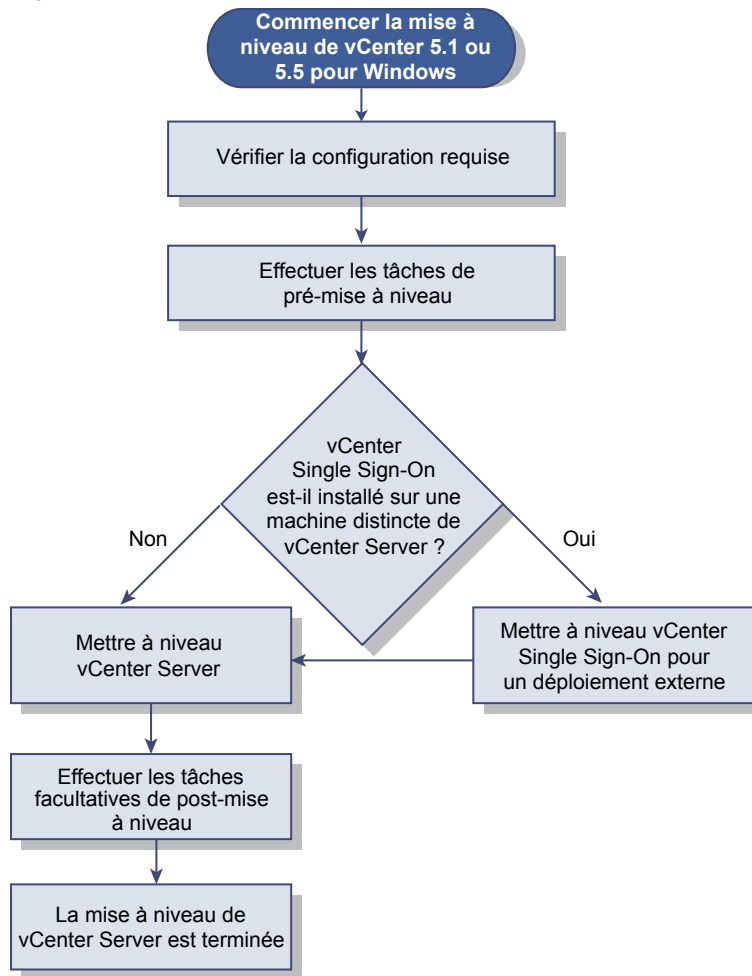 Commencer la mise à
niveau de vCenter 5.1 ou
5.5 pour Windows
Vérifier la configuration requise
Effectuer les tâches de
pré-mise à niveau
vCenter
Single Sign-On
est-il installé sur une
machine distincte de
vCenter Server ?
Non
Oui
Mettre à niveau
vCenter Server
Mettre à niveau vCenter
Single Sign-On pour
un déploiement externe
Effectuer les tâches
facultatives de post-mise
à niveau
La mise à niveau de
vCenter Server est terminée